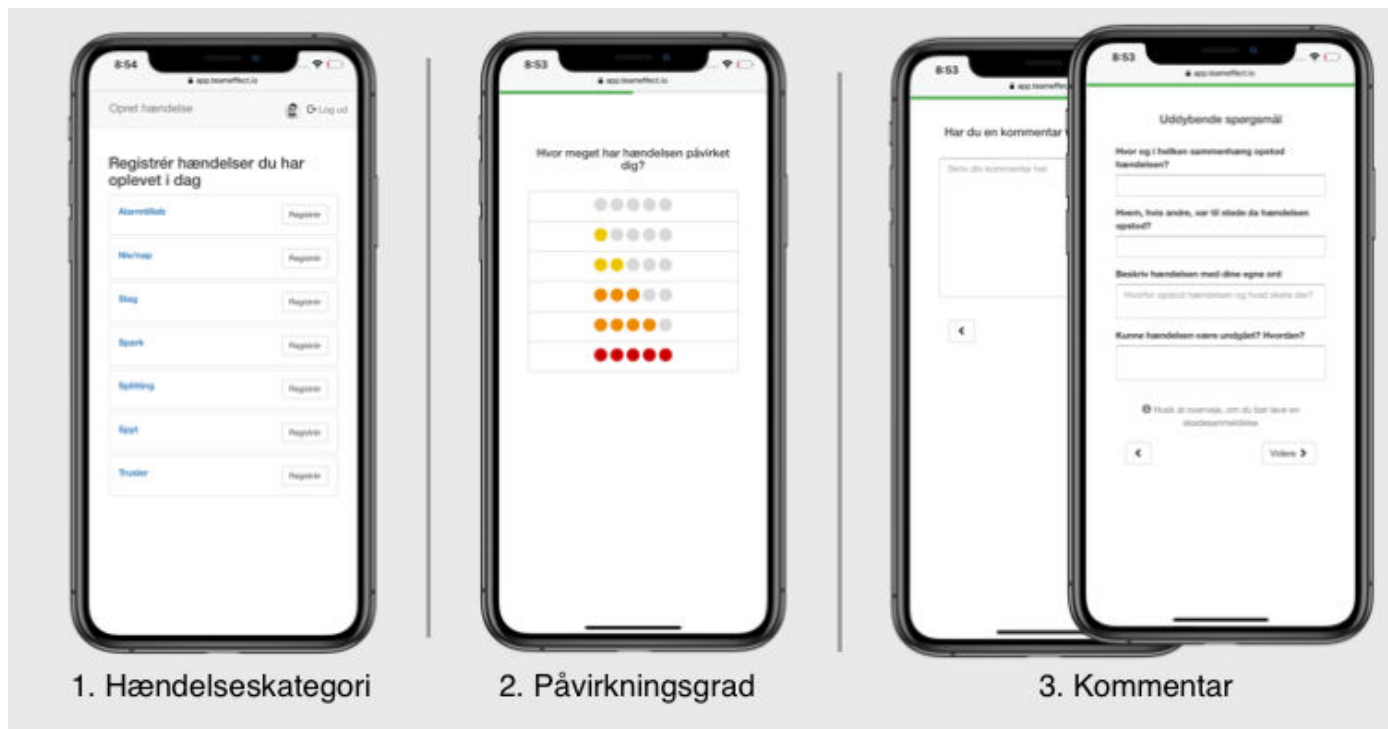 8:54
app.teameffect.io
Opret hændelse
Log ud
Registrér hændelser du har
oplevet i dag
Alarmtilkald
Registrér
Niv/nap
Registrér
Slag
Registrér
Spark
Registrér
Splitting
Registrér
Spyt
Registrér
Trusler
Registrér
1. Hændelseskategori
8:53
app.teameffect.io
Hvor meget har hændelsen påvirket
dig?
2. Påvirkningsgrad
8:53
Har du en kommentar
Skriv din kommentar her
8:53
app.teameffect.io
Uddybende spørgsmål
Hvor og i hvilken sammenhæng opstod
hændelsen?
Hvem, hvis andre, var til stede da hændelsen
opstod?
Beskriv hændelsen med dine egne ord
Hvorfor opstod hændelsen og hvad skete der?
Kunne hændelsen være undgået? Hvordan?
Husk at overveje, om du bør lave en
skadesanmeldelse
Videre
3. Kommentar